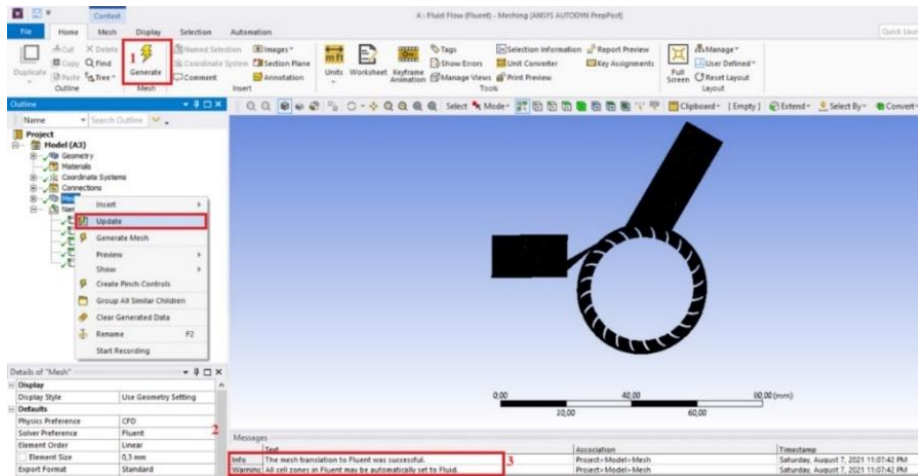 Context
A : Fluid Flow (Fluent) - Meshing [ANSYS AUTODYN PrepPost]
File Home Mesh Display Selection Automation
Quick Launch
Duplicate
Cut
Copy
Paste
Delete
Find
Tree
Outline
1
Generate
Mesh
Named Selection
Coordinate System
Comment
Images
Section Plane
Annotation
Insert
Units
Worksheet
Keyframe
Animation
Tags
Show Errors
Manage Views
Selection Information
Unit Converter
Print Preview
Report Preview
Key Assignments
Tools
Full
Screen
Manage
User Defined
Reset Layout
Layout
Outline
Select Mode
Clipboard [Empty] Extend Select By Convert
Name Search Outline
Project
Model (A3)
Geometry
Materials
Coordinate Systems
Connections
Insert
Update
Generate Mesh
Preview
Show
Create Pinch Controls
Group All Similar Children
Clear Generated Data
Rename F2
Start Recording
Details of "Mesh"
Display
Display Style Use Geometry Setting
Defaults
Physics Preference CFD
Solver Preference Fluent
2
Element Order Linear
Element Size 0,3 mm
Export Format Standard
0,00 40,00 80,00 (mm)
20,00 60,00
Messages
Text Association Timestamp
Info The mesh translation to Fluent was successful. Project>Model>Mesh Saturday, August 7, 2021 11:07:42 PM
3
Warning All cell zones in Fluent may be automatically set to Fluid. Project>Model>Mesh Saturday, August 7, 2021 11:07:42 PM